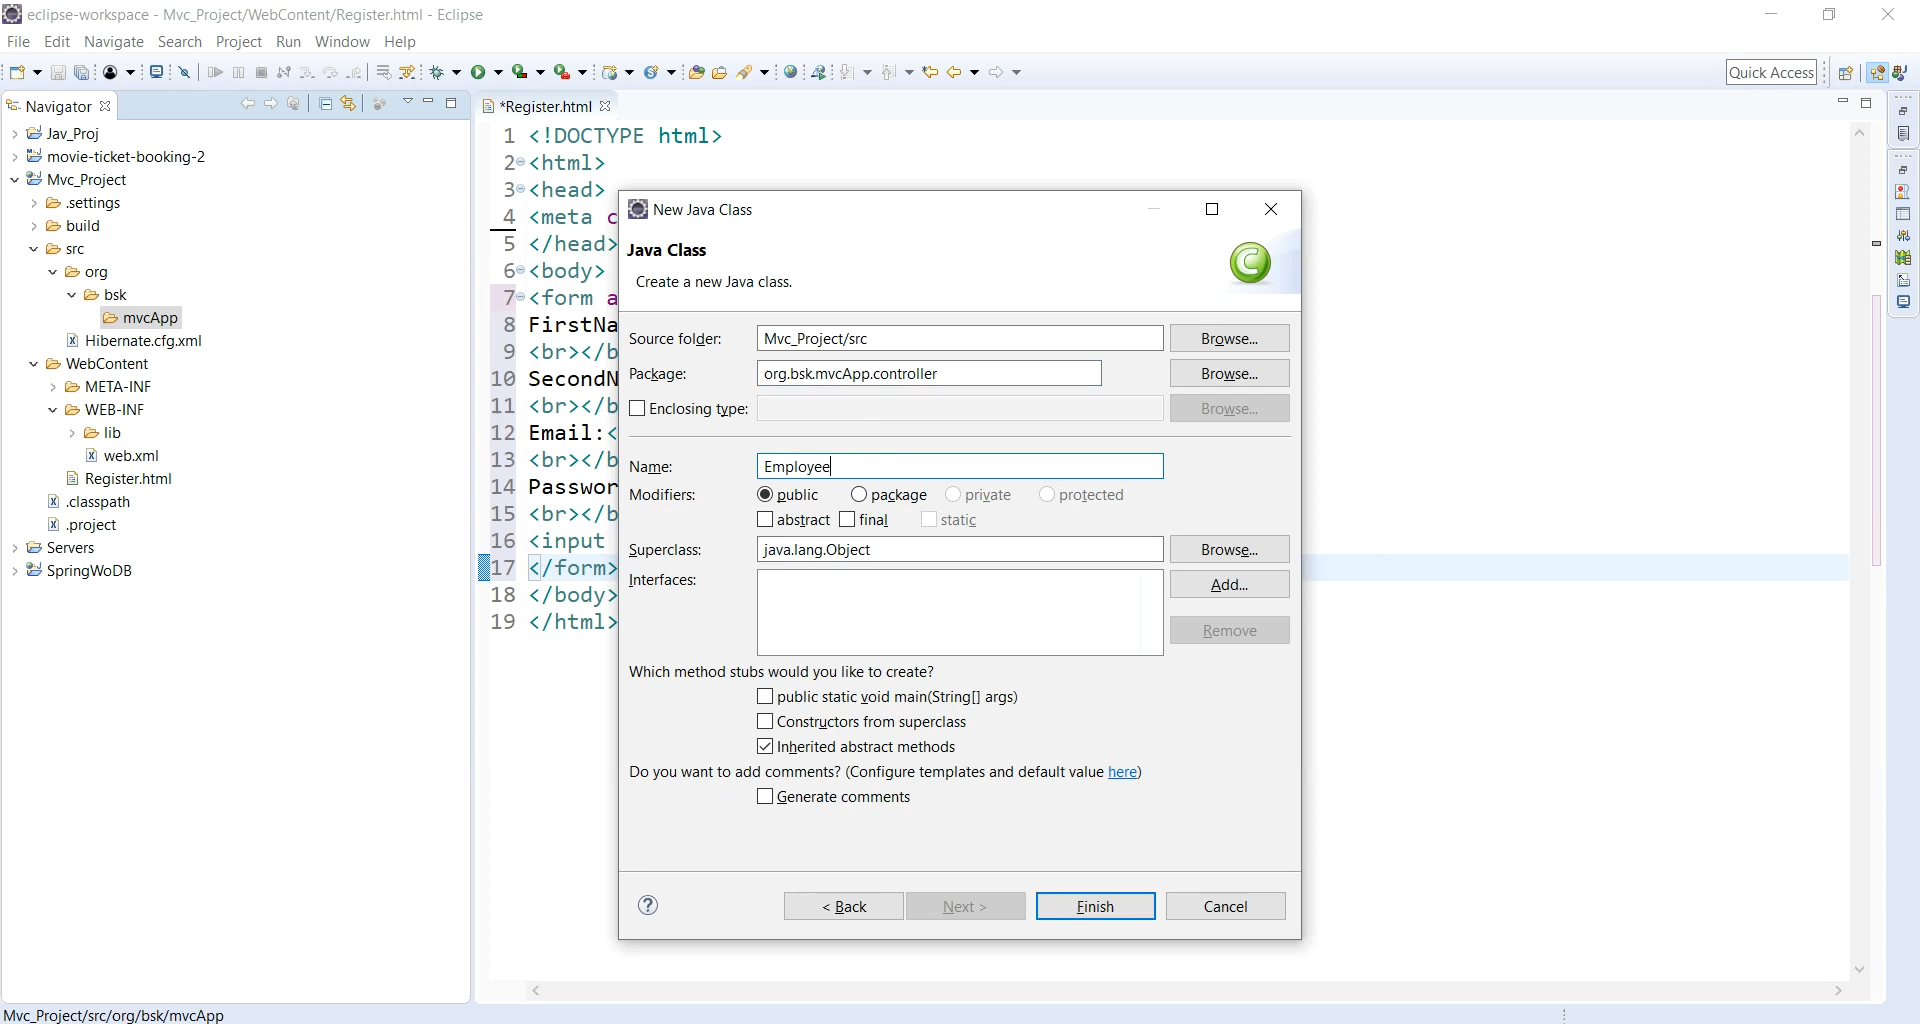 eclipse-workspace - Mvc_Project/WebContent/Register.html - Eclipse
File Edit Navigate Search Project Run Window Help
Quick Access
Navigator
Jav_Proj
movie-ticket-booking-2
Mvc_Project
.settings
build
src
org
bsk
mvcApp
Hibernate.cfg.xml
WebContent
META-INF
WEB-INF
lib
web.xml
Register.html
.classpath
.project
Servers
SpringWoDB
*Register.html
1 <!DOCTYPE html>
2 <html>
3 <head>
4 <meta c
5 </head>
6 <body>
7 <form a
8 FirstNa
9 <br></b
10 SecondN
11 <br></b
12 Email:<
13 <br></b
14 Passwor
15 <br></b
16 <input
17 </form>
18 </body>
19 </html>
New Java Class
Java Class
Create a new Java class.
Source folder: Mvc_Project/src Browse...
Package: org.bsk.mvcApp.controller Browse...
Enclosing type: Browse...
Name: Employee
Modifiers: public package private protected
abstract final static
Superclass: java.lang.Object Browse...
Interfaces: Add...
Remove
Which method stubs would you like to create?
public static void main(String[] args)
Constructors from superclass
Inherited abstract methods
Do you want to add comments? (Configure templates and default value here)
Generate comments
< Back Next > Finish Cancel
Mvc_Project/src/org/bsk/mvcApp